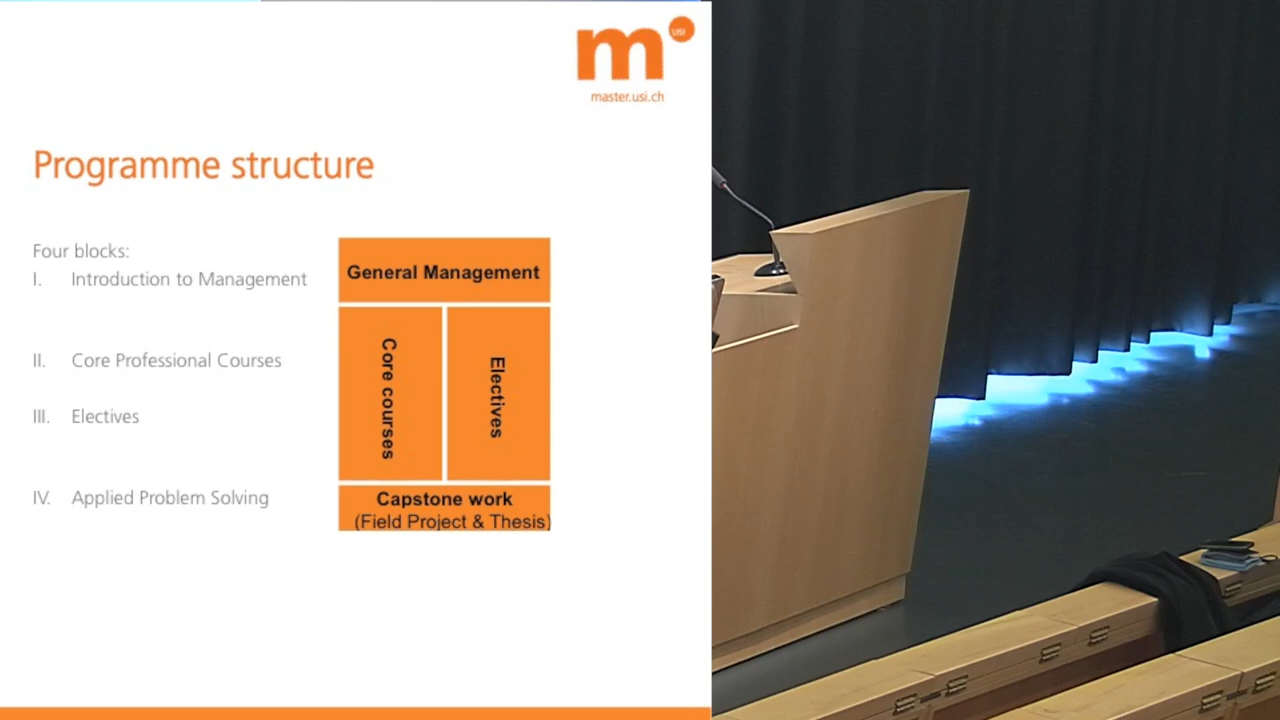 m usi
master.usi.ch
Programme structure
Four blocks:
I. Introduction to Management
II. Core Professional Courses
III. Electives
IV. Applied Problem Solving
General Management
Core courses
Electives
Capstone work
(Field Project & Thesis)